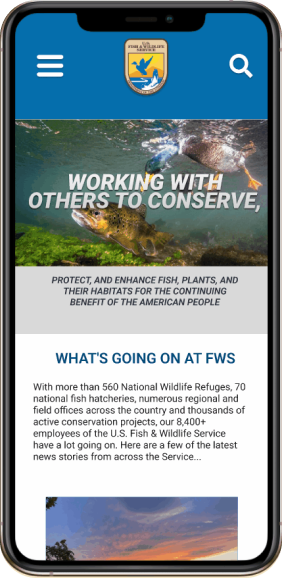 U.S.
FISH & WILDLIFE
SERVICE
WORKING WITH
OTHERS TO CONSERVE,
PROTECT, AND ENHANCE FISH, PLANTS, AND
THEIR HABITATS FOR THE CONTINUING
BENEFIT OF THE AMERICAN PEOPLE
WHAT'S GOING ON AT FWS
With more than 560 National Wildlife Refuges, 70
national fish hatcheries, numerous regional and
field offices across the country and thousands of
active conservation projects, our 8,400+
employees of the U.S. Fish & Wildlife Service
have a lot going on. Here are a few of the latest
news stories from across the Service...